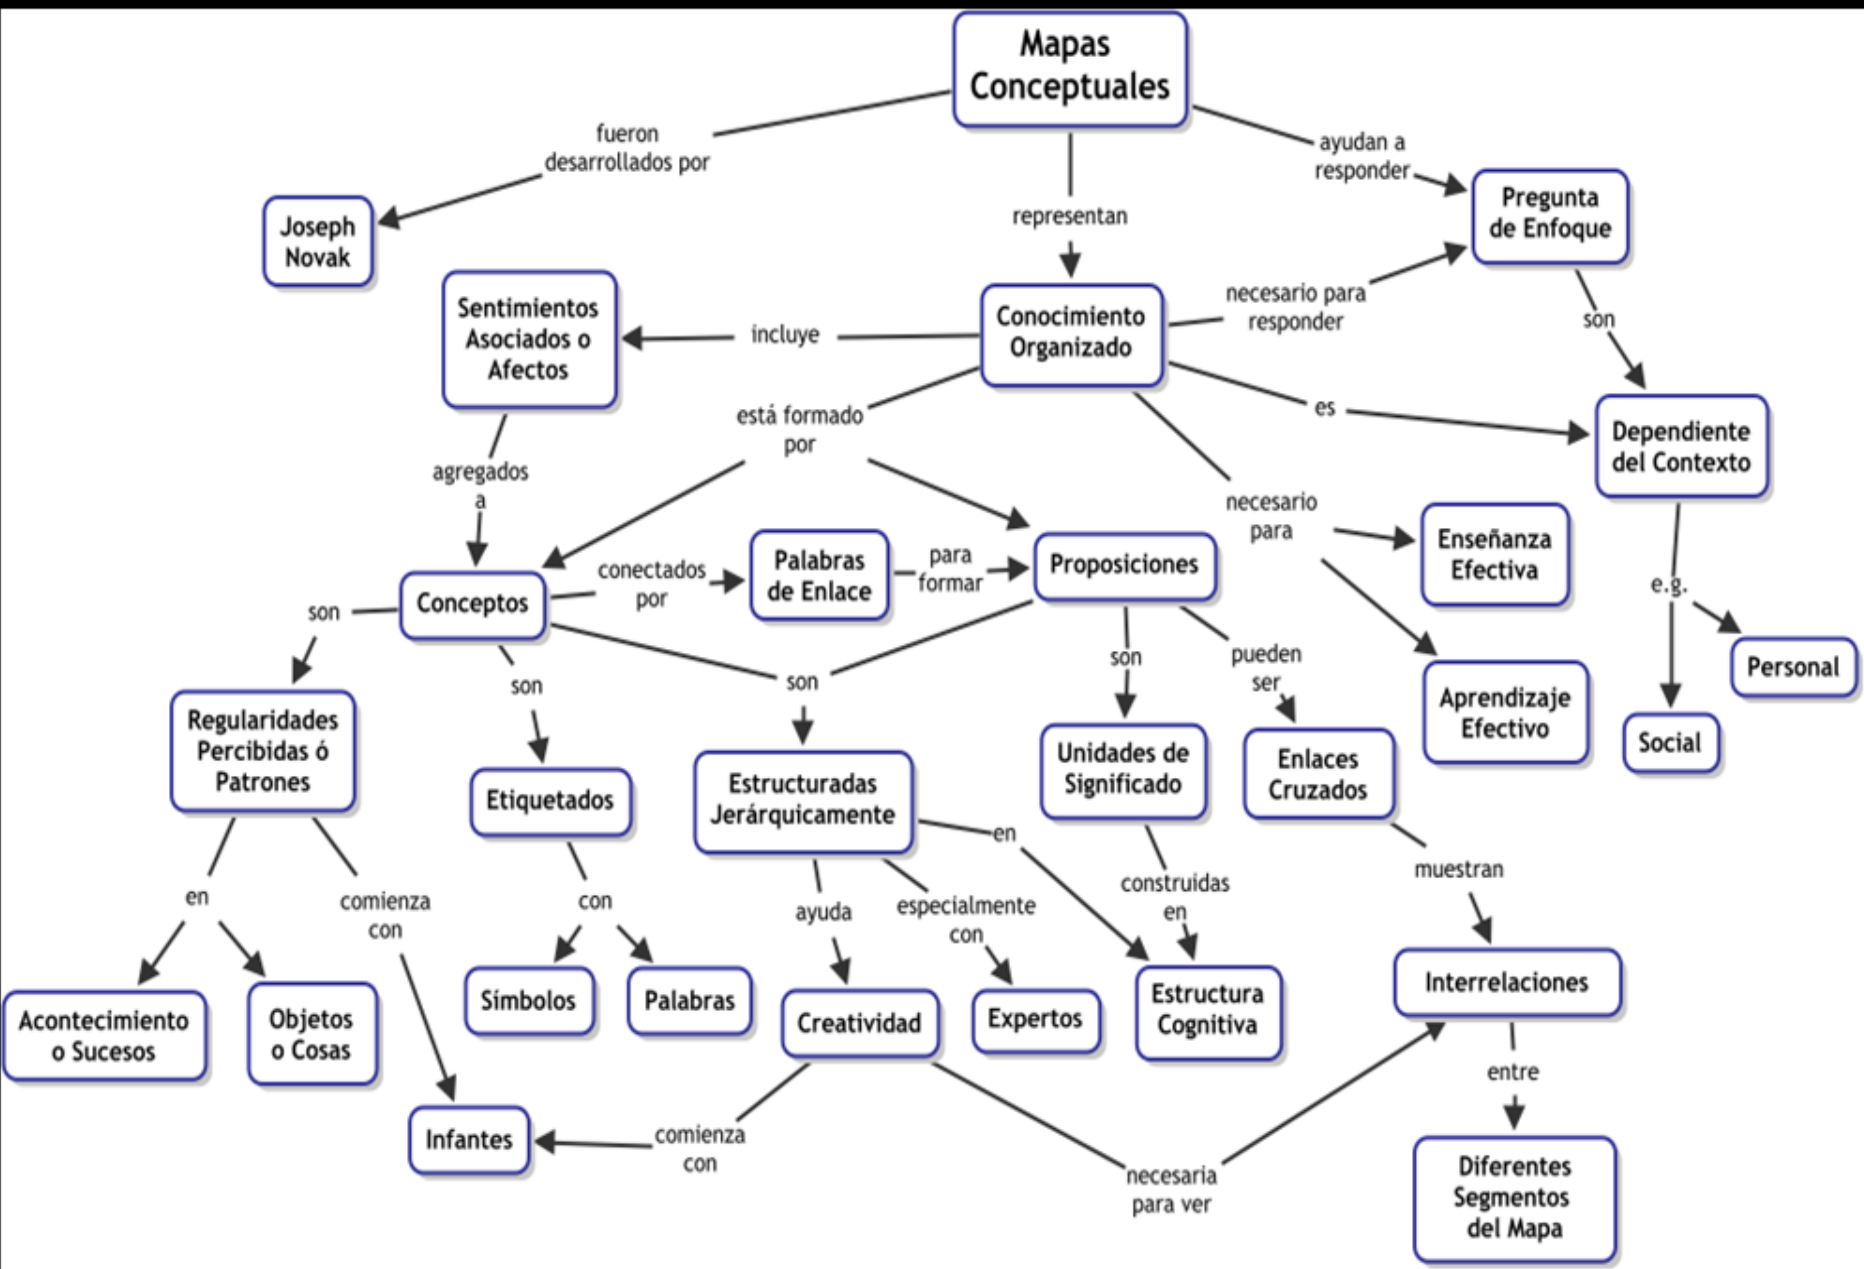 Mapas
Conceptuales
fueron
desarrollados por
ayudan a
responder
Joseph
Novak
representan
Pregunta
de Enfoque
Sentimientos
Asociados o
Afectos
incluye
Conocimiento
Organizado
necesario para
responder
son
está formado
por
es
Dependiente
del Contexto
agregados
a
necesario
para
Enseñanza
Efectiva
e.g.
Personal
Social
Aprendizaje
Efectivo
Conceptos
conectados
por
Palabras
de Enlace
para
formar
Proposiciones
son
son
son
son
pueden
ser
Regularidades
Percibidas ó
Patrones
Etiquetados
Estructuradas
Jerárquicamente
Unidades de
Significado
Enlaces
Cruzados
en
comienza
con
con
ayuda
especialmente
con
en
construidas
en
muestran
Acontecimiento
o Sucesos
Objetos
o Cosas
Símbolos
Palabras
Creatividad
Expertos
Estructura
Cognitiva
Interrelaciones
Infantes
comienza
con
necesaria
para ver
entre
Diferentes
Segmentos
del Mapa